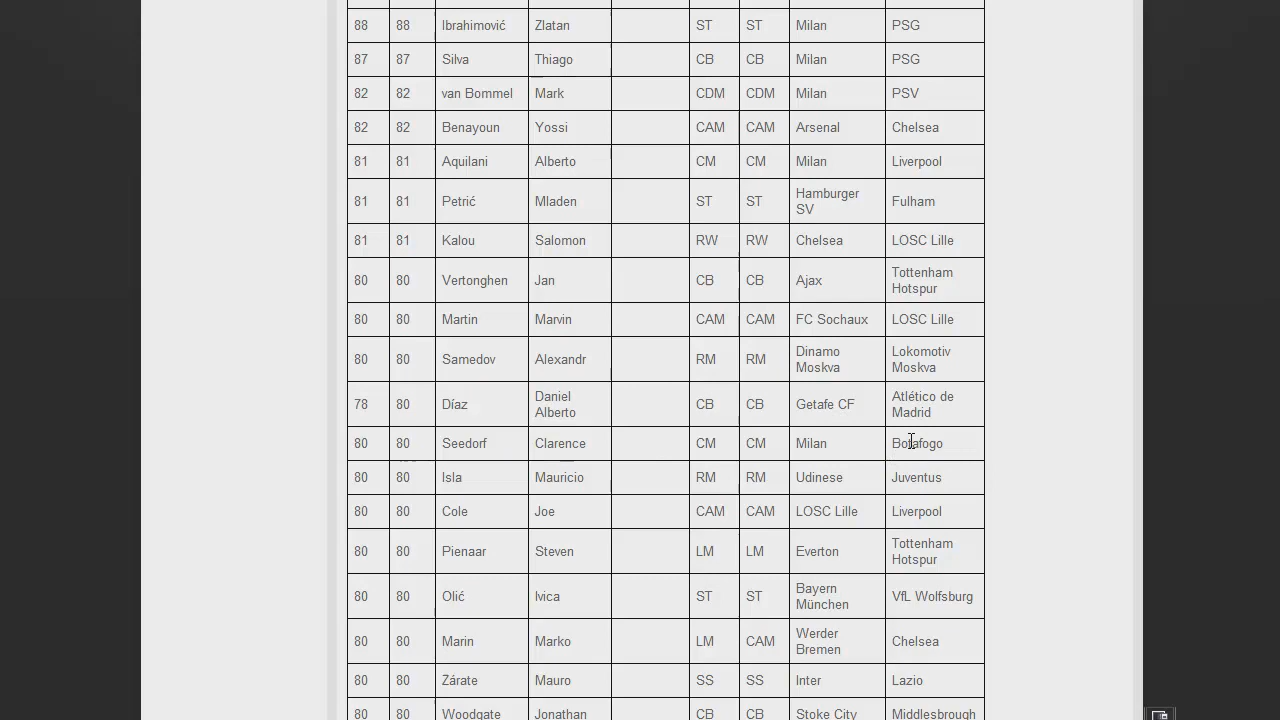 88 88 Ibrahimović Zlatan ST ST Milan PSG
87 87 Silva Thiago CB CB Milan PSG
82 82 van Bommel Mark CDM CDM Milan PSV
82 82 Benayoun Yossi CAM CAM Arsenal Chelsea
81 81 Aquilani Alberto CM CM Milan Liverpool
81 81 Petrić Mladen ST ST Hamburger SV Fulham
81 81 Kalou Salomon RW RW Chelsea LOSC Lille
80 80 Vertonghen Jan CB CB Ajax Tottenham Hotspur
80 80 Martin Marvin CAM CAM FC Sochaux LOSC Lille
80 80 Samedov Alexandr RM RM Dinamo Moskva Lokomotiv Moskva
78 80 Díaz Daniel Alberto CB CB Getafe CF Atlético de Madrid
80 80 Seedorf Clarence CM CM Milan Botafogo
80 80 Isla Mauricio RM RM Udinese Juventus
80 80 Cole Joe CAM CAM LOSC Lille Liverpool
80 80 Pienaar Steven LM LM Everton Tottenham Hotspur
80 80 Olić Ivica ST ST Bayern München VfL Wolfsburg
80 80 Marin Marko LM CAM Werder Bremen Chelsea
80 80 Zárate Mauro SS SS Inter Lazio
80 80 Woodgate Jonathan CB CB Stoke City Middlesbrough